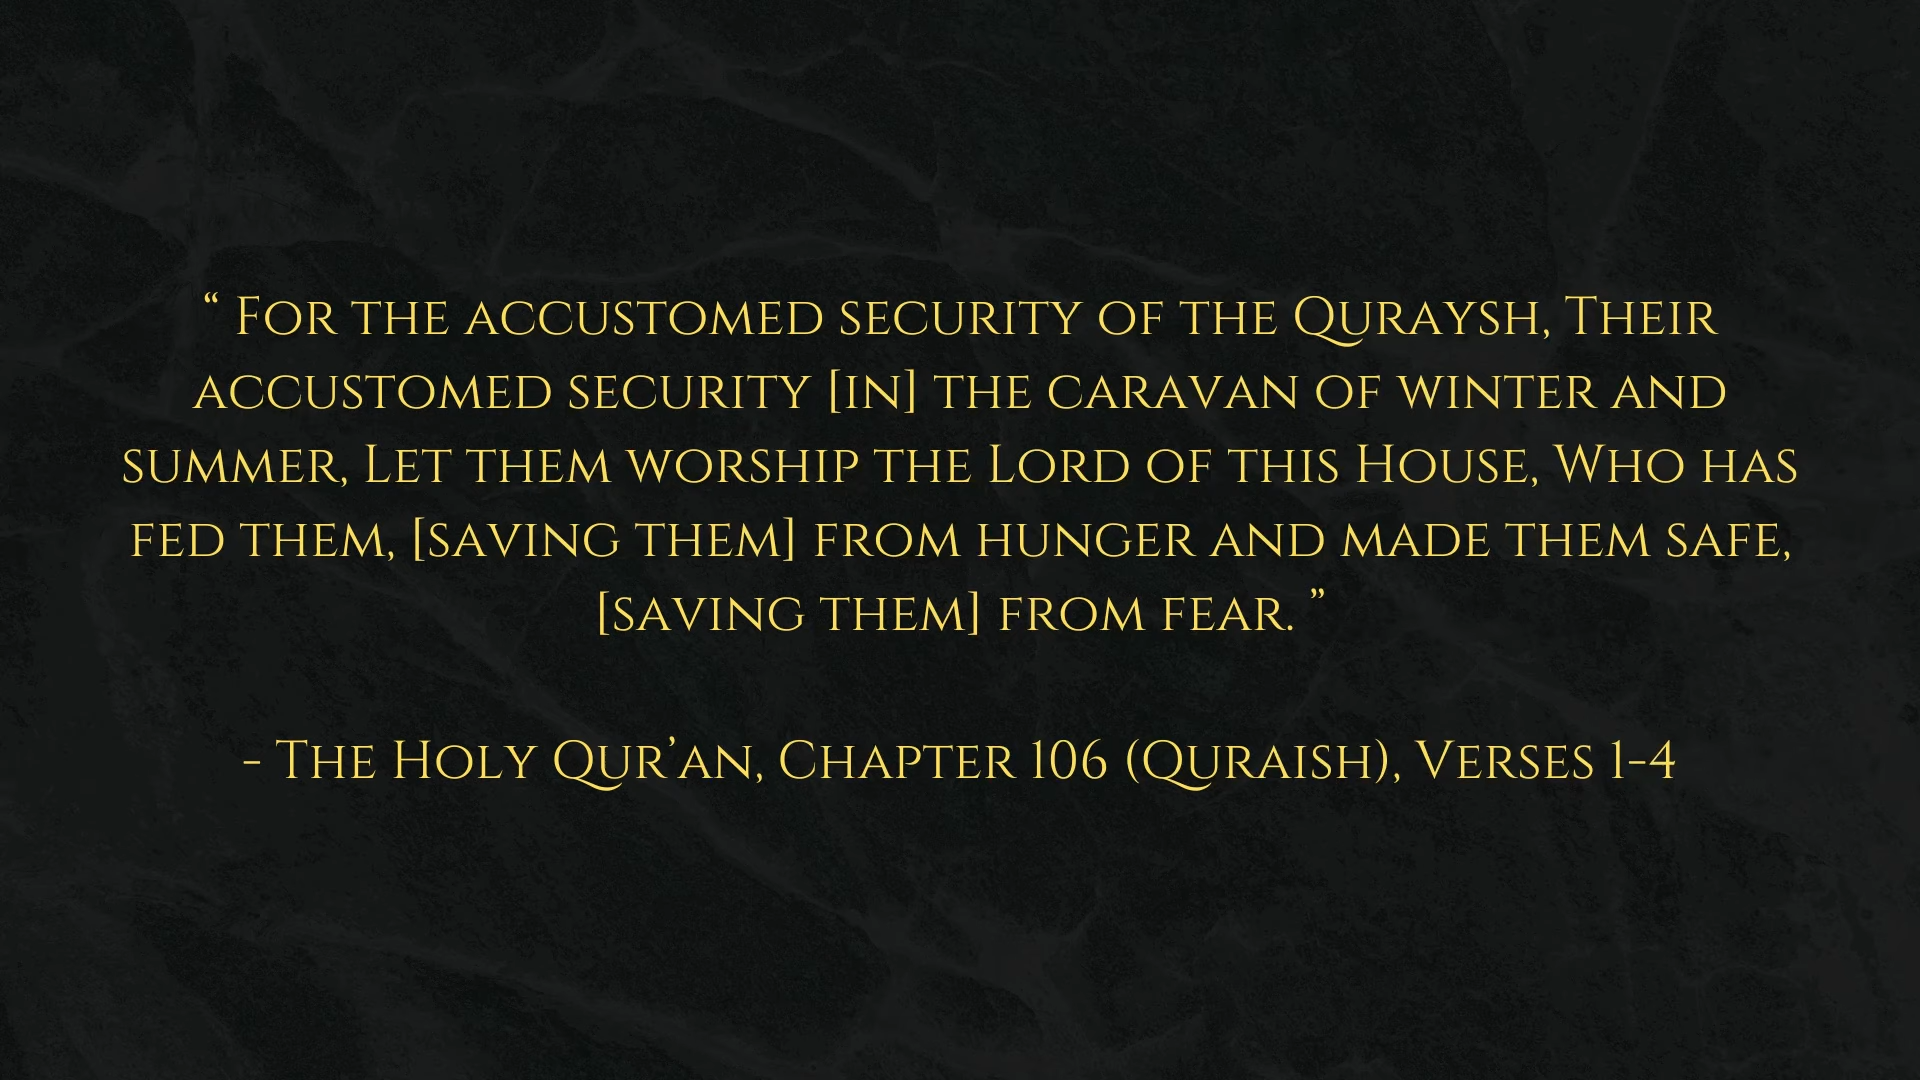 “ For the accustomed security of the Quraysh, Their
accustomed security [in] the caravan of winter and
summer, Let them worship the Lord of this House, Who has
fed them, [saving them] from hunger and made them safe,
[saving them] from fear. ”
- The Holy Qur’an, Chapter 106 (Quraish), Verses 1-4